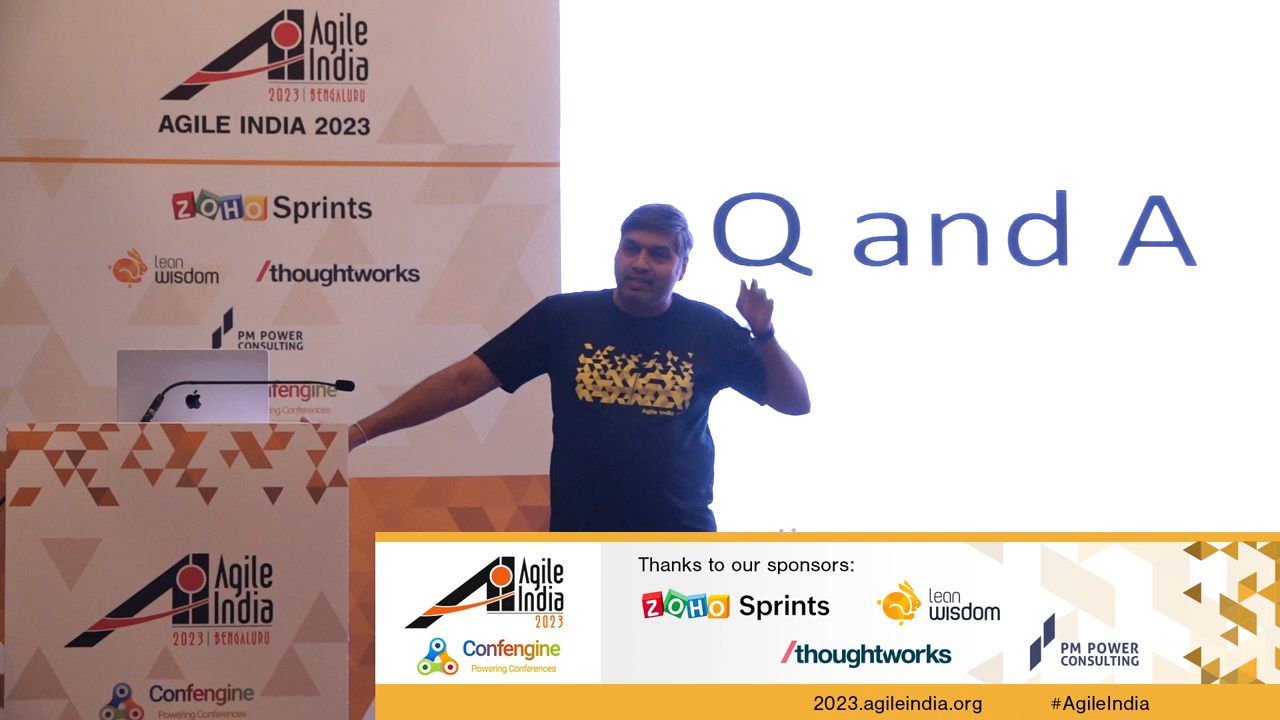 Agile
India
2023 | BENGALURU
AGILE INDIA 2023
ZOHO Sprints
lean
wisdom
/thoughtworks
PM POWER
CONSULTING
fengine
ng Conferences
Q and A
Agile India
Agile
India
2023 | BENGALURU
Confengine
Powering Conferences
Agile
India
2023
Confengine
Powering Conferences
Thanks to our sponsors:
ZOHO Sprints
lean
wisdom
/thoughtworks
PM POWER
CONSULTING
2023.agileindia.org
#AgileIndia